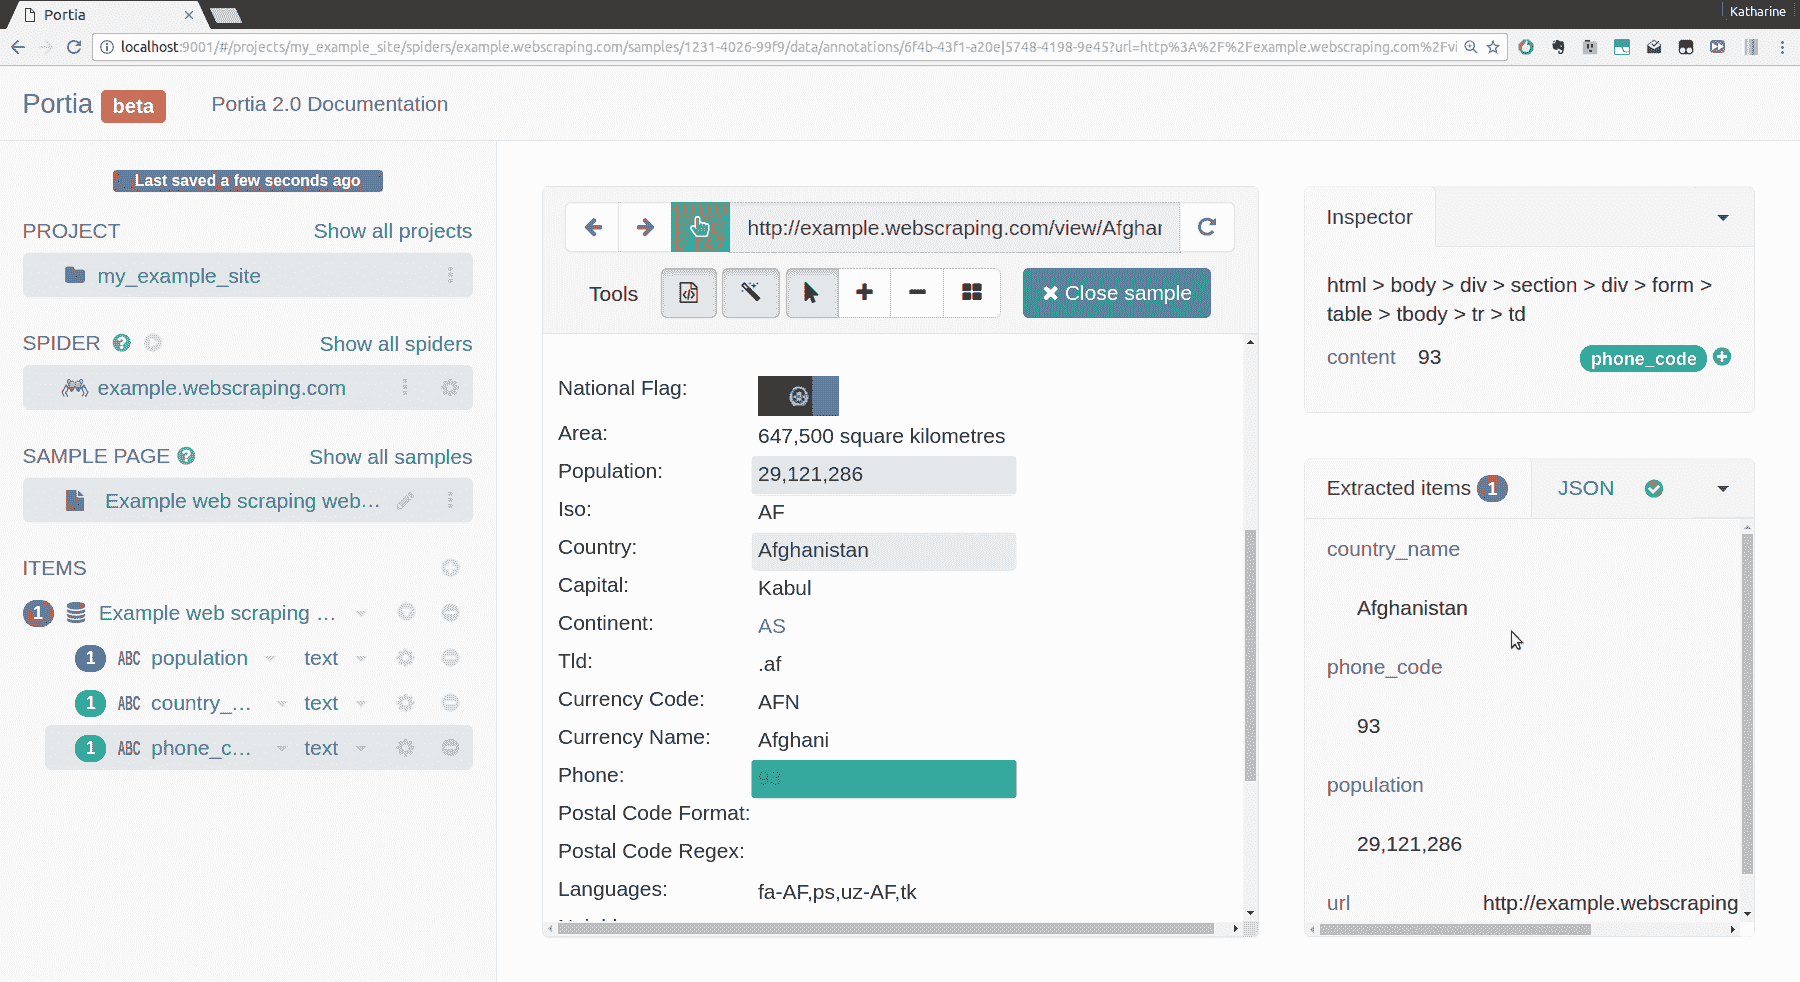 Portia
Katharine
localhost:9001/#/projects/my_example_site/spiders/example.webscraping.com/samples/1231-4026-99f9/data/annotations/6f4b-43f1-a20e|5748-4198-9e45?url=http%3A%2F%2Fexample.webscraping.com%2Fvi
Portia beta Portia 2.0 Documentation
Last saved a few seconds ago
PROJECT Show all projects
my_example_site
SPIDER Show all spiders
example.webscraping.com
SAMPLE PAGE Show all samples
Example web scraping web...
ITEMS
1 Example web scraping ...
1 ABC population text
1 ABC country_... text
1 ABC phone_c... text
http://example.webscraping.com/view/Afghar
Tools Close sample
National Flag:
Area: 647,500 square kilometres
Population: 29,121,286
Iso: AF
Country: Afghanistan
Capital: Kabul
Continent: AS
Tld: .af
Currency Code: AFN
Currency Name: Afghani
Phone: 93
Postal Code Format:
Postal Code Regex:
Languages: fa-AF,ps,uz-AF,tk
Inspector
html > body > div > section > div > form >
table > tbody > tr > td
content 93 phone_code
Extracted items 1 JSON
country_name
Afghanistan
phone_code
93
population
29,121,286
url http://example.webscraping